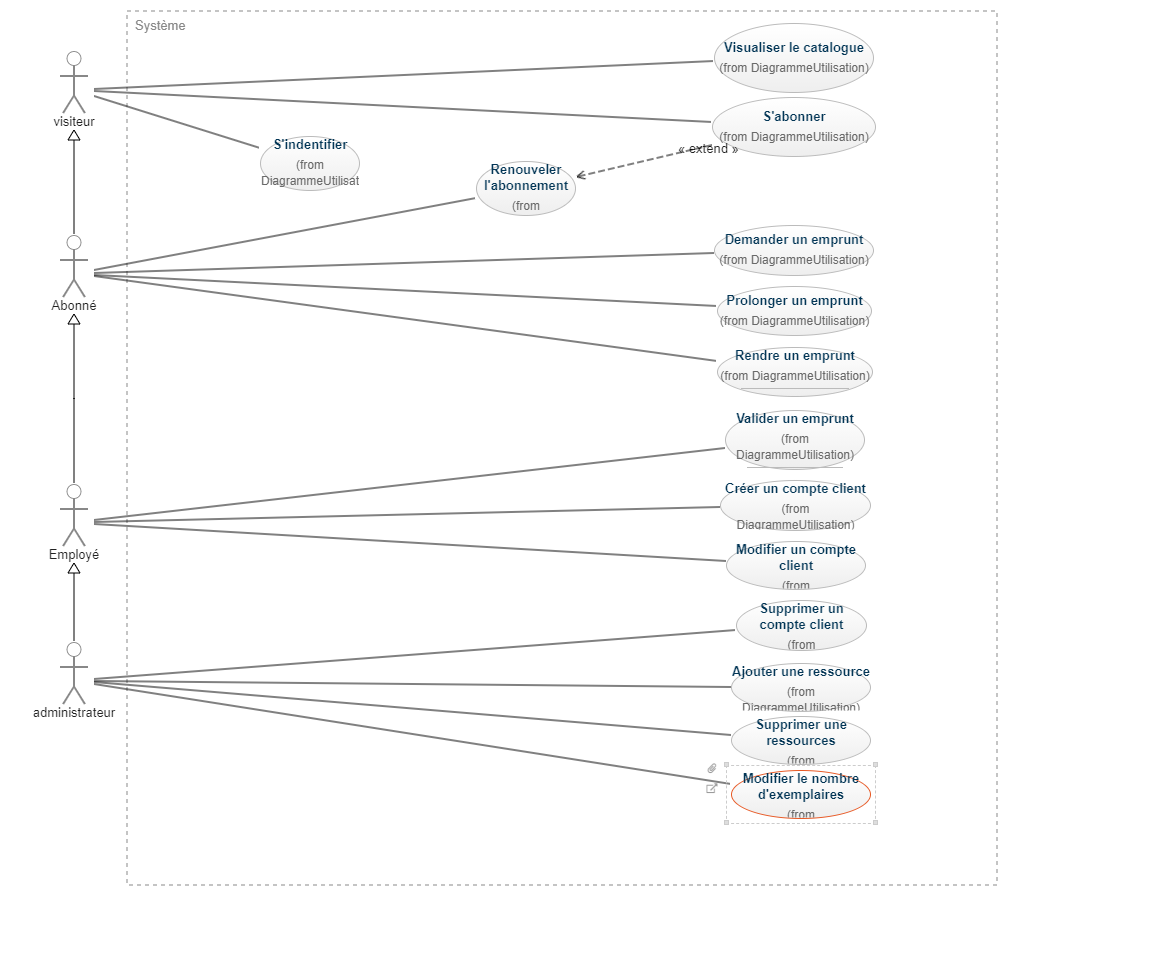 Système
Visualiser le catalogue
(from DiagrammeUtilisation)
visiteur
S'abonner
(from DiagrammeUtilisation)
« extend »
S'indentifier
(from
DiagrammeUtilisat
Renouveler
l'abonnement
(from
Demander un emprunt
(from DiagrammeUtilisation)
Abonné
Prolonger un emprunt
(from DiagrammeUtilisation)
Rendre un emprunt
(from DiagrammeUtilisation)
Valider un emprunt
(from
DiagrammeUtilisation)
Créer un compte client
(from
DiagrammeUtilisation)
Employé
Modifier un compte
client
(from
Supprimer un
compte client
(from
Ajouter une ressource
(from
DiagrammeUtilisation)
administrateur
Supprimer une
ressources
(from
Modifier le nombre
d'exemplaires
(from